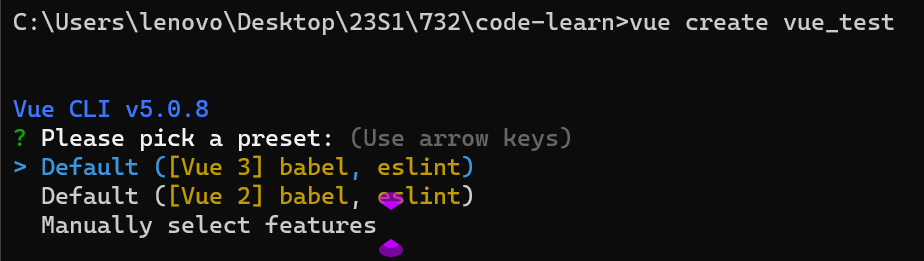 C:\Users\lenovo\Desktop\23S1\732\code-learn>vue create vue_test
Vue CLI v5.0.8
? Please pick a preset: (Use arrow keys)
> Default ([Vue 3] babel, eslint)
Default ([Vue 2] babel, eslint)
Manually select features